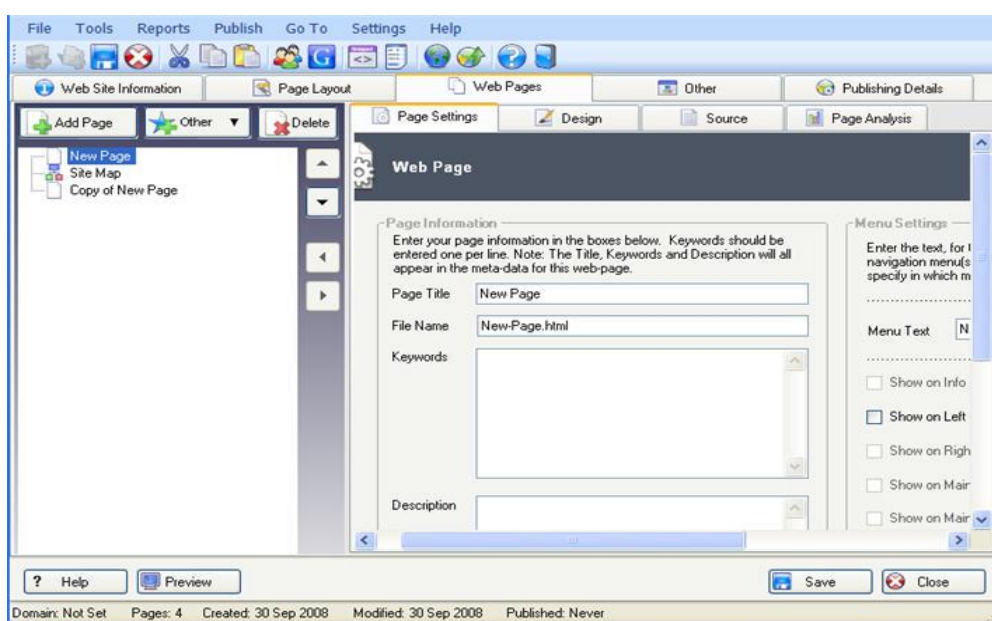 File Tools Reports Publish Go To Settings Help
Web Site Information Page Layout Web Pages Other Publishing Details
Add Page Other Delete
Page Settings Design Source Page Analysis
New Page
Site Map
Copy of New Page
Web Page
Page Information
Enter your page information in the boxes below. Keywords should be
entered one per line. Note: The Title, Keywords and Description will all
appear in the meta-data for this web-page.
Page Title New Page
File Name New-Page.html
Keywords
Description
Menu Settings
Enter the text, for
navigation menu(s
specify in which m
Menu Text N
Show on Info
Show on Left
Show on Righ
Show on Mair
Show on Mair
? Help Preview Save Close
Domain: Not Set Pages: 4 Created: 30 Sep 2008 Modified: 30 Sep 2008 Published: Never